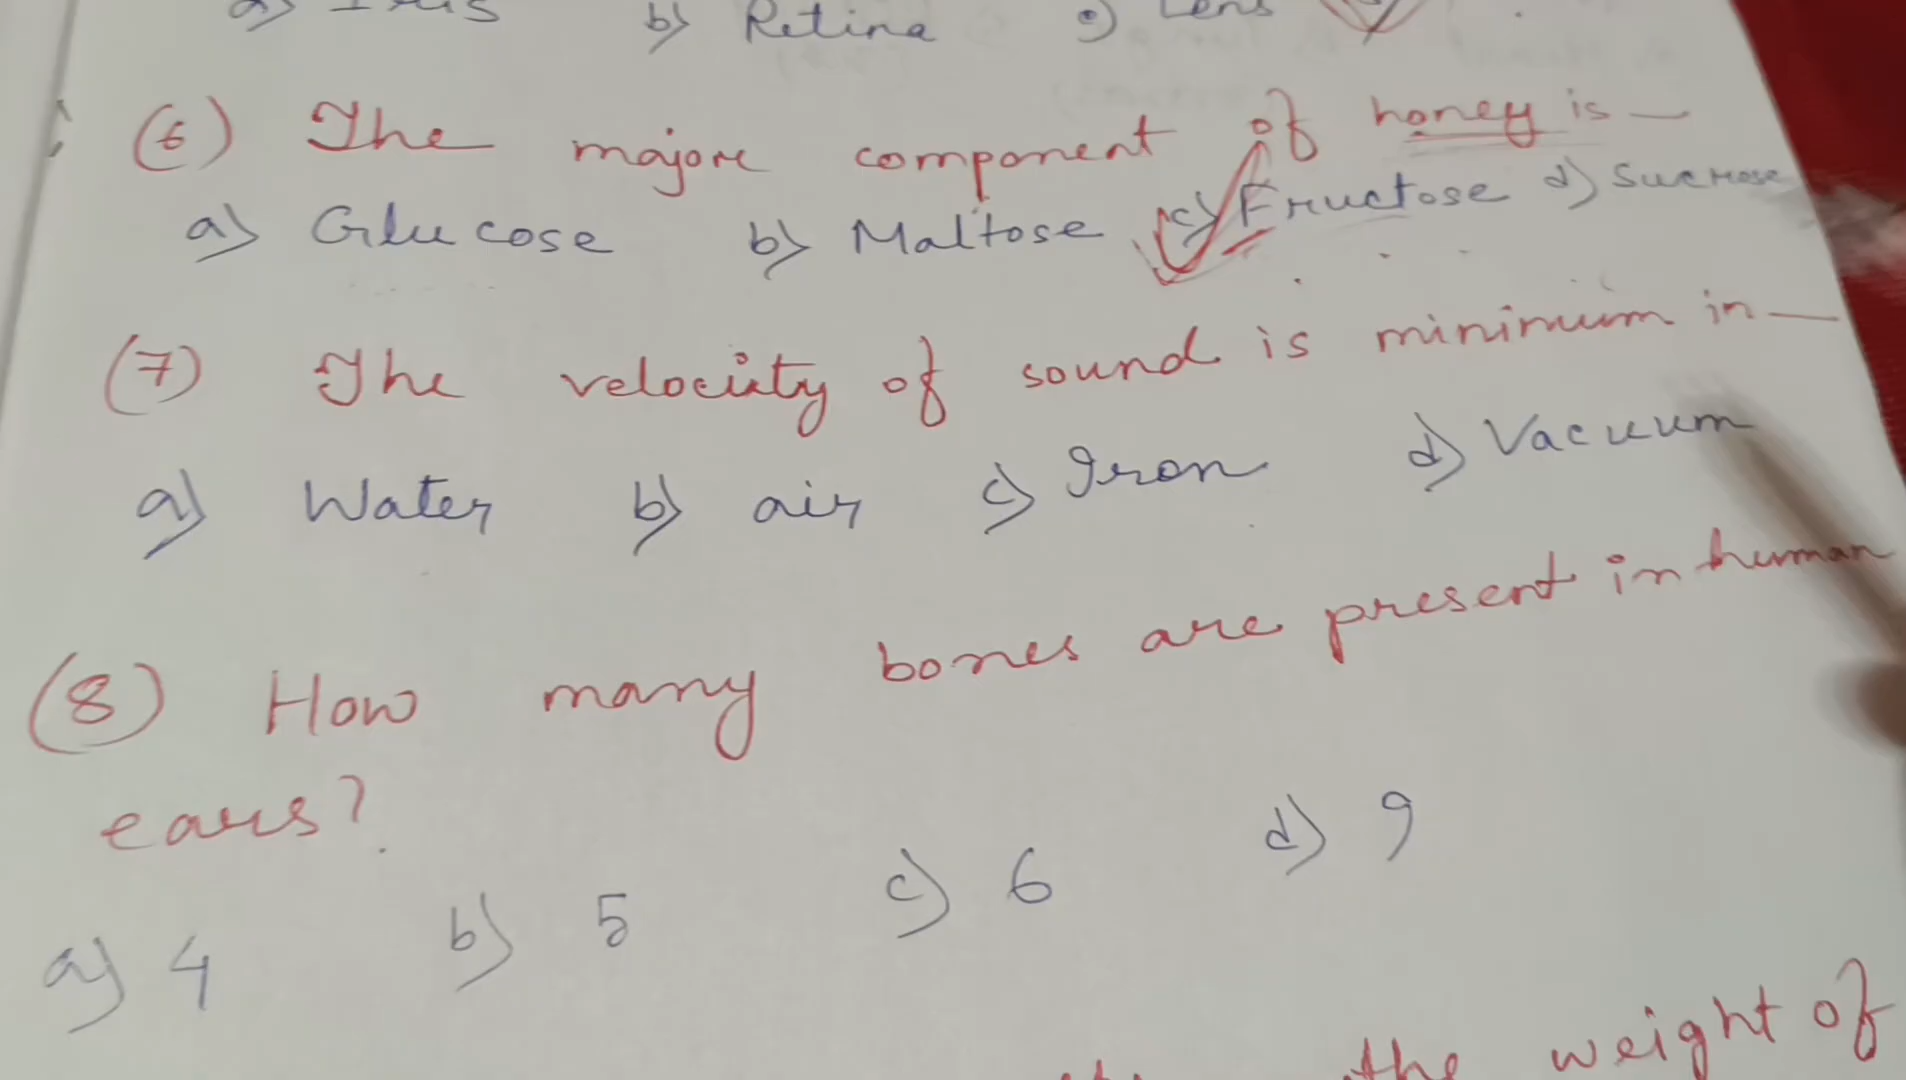 b) Retina c) Lens
(6) The major component of honey is —
a) Glucose b) Maltose c) Fructose d) Sucrose
(7) The velocity of sound is minimum in —
a) Water b) air c) Iron d) Vacuum
(8) How many bones are present in human
ears?
a) 4 b) 5 c) 6 d) 9
the weight of